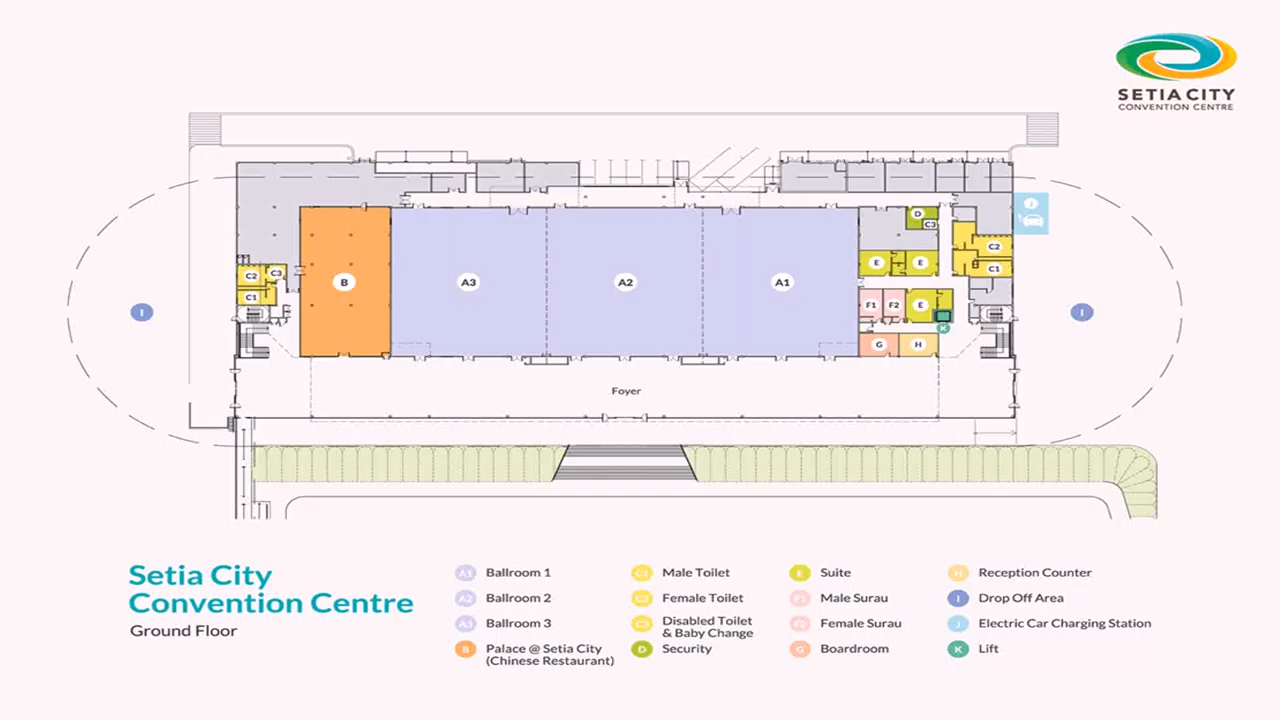 SETIA CITY
CONVENTION CENTRE
D
C3
C2
C1
E
E
J
C2
C3
C1
B
A3
A2
A1
F1
F2
E
K
G
H
I
I
Foyer
Setia City
Convention Centre
Ground Floor
A1 Ballroom 1
A2 Ballroom 2
A3 Ballroom 3
B Palace @ Setia City
(Chinese Restaurant)
C1 Male Toilet
C2 Female Toilet
C3 Disabled Toilet
& Baby Change
D Security
E Suite
F1 Male Surau
F2 Female Surau
G Boardroom
H Reception Counter
I Drop Off Area
J Electric Car Charging Station
K Lift